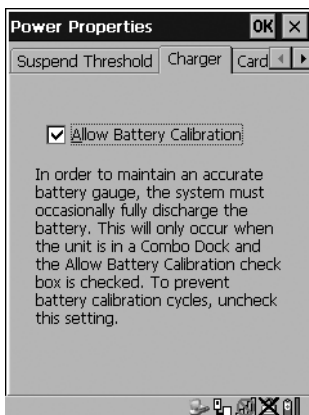 Power Properties OK ×
Suspend Threshold Charger Card
Allow Battery Calibration
In order to maintain an accurate
battery gauge, the system must
occasionally fully discharge the
battery. This will only occur when
the unit is in a Combo Dock and
the Allow Battery Calibration check
box is checked. To prevent
battery calibration cycles, uncheck
this setting.